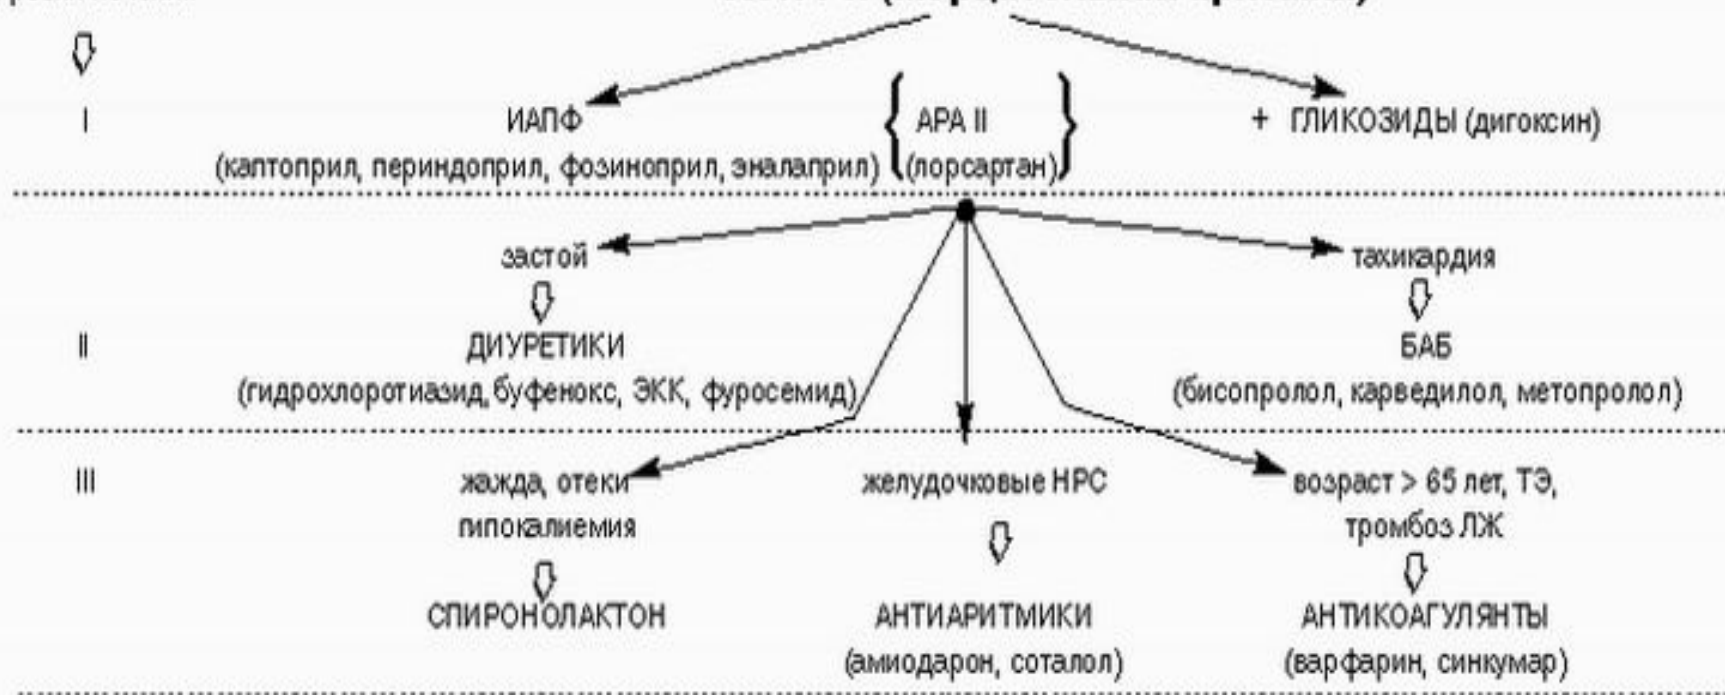 I ИАПФ АРА II + ГЛИКОЗИДЫ (дигоксин)
(каптоприл, периндоприл, фозиноприл, эналаприл) (лорсартан)
застой тахикардия
II ДИУРЕТИКИ БАБ
(гидрохлоротиазид, буфенокс, ЭКК, фуросемид) (бисопролол, карведилол, метопролол)
III жажда, отеки желудочковые НРС возраст > 65 лет, ТЭ,
гипокалиемия тромбоз ЛЖ
СПИРОНОЛАКТОН АНТИАРИТМИКИ АНТИКОАГУЛЯНТЫ
(амиодарон, соталол) (варфарин, синкумар)